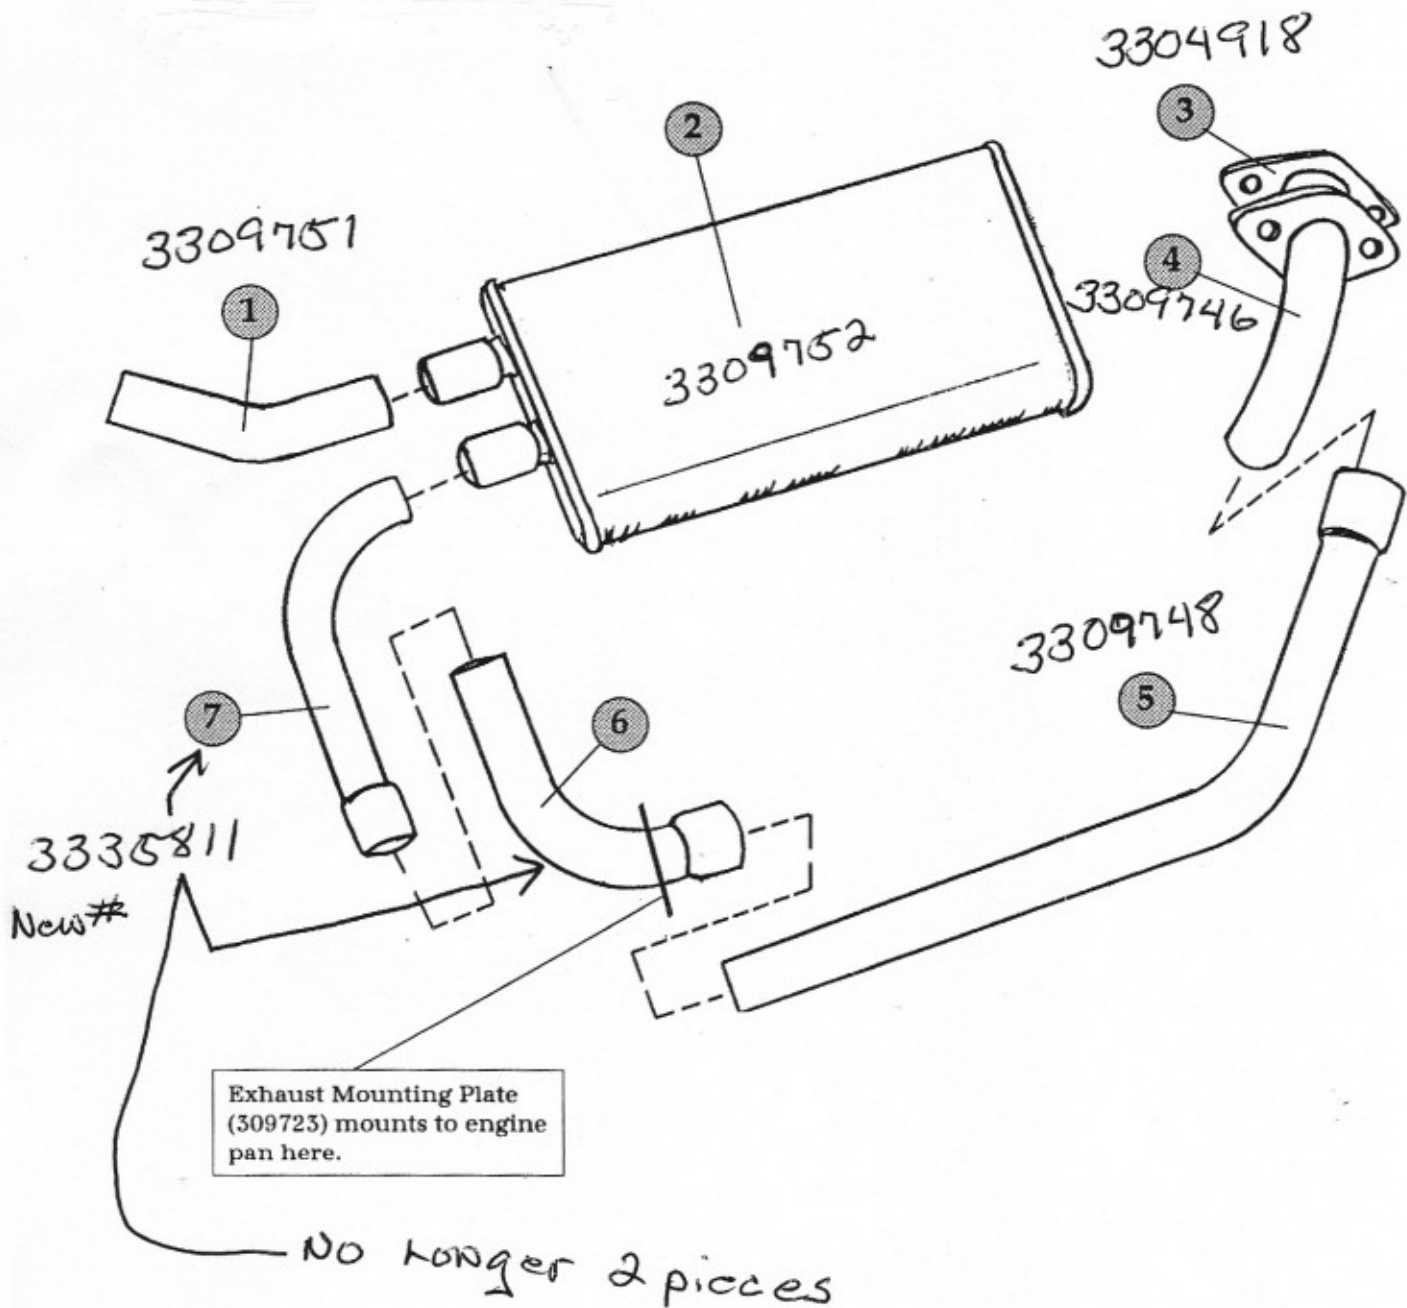 3304918
3
2
3309751
1
4
3309746
3309752
3309748
5
7
6
3335811
New#
Exhaust Mounting Plate
(309723) mounts to engine
pan here.
No Longer 2 pieces